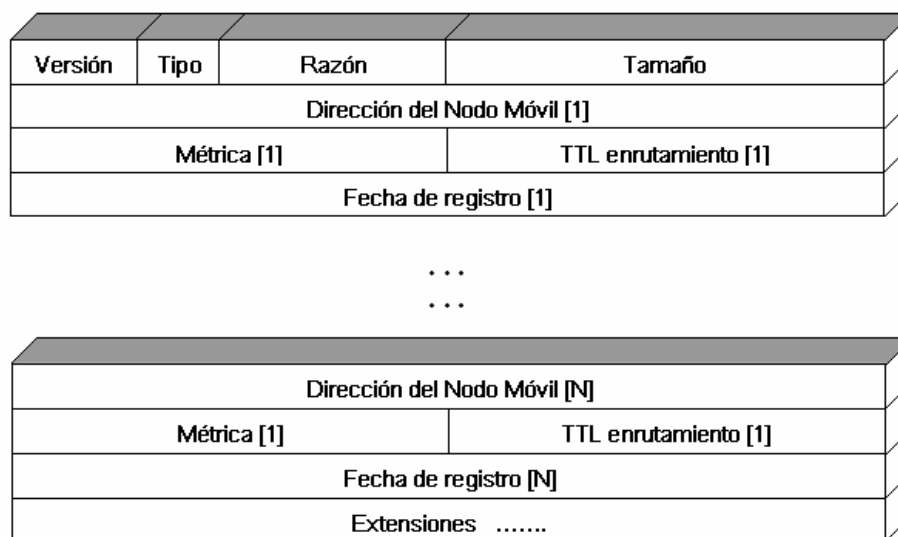 Versión Tipo Razón Tamaño
Dirección del Nodo Móvil [1]
Métrica [1] TTL enrutamiento [1]
Fecha de registro [1]
. . .
. . .
Dirección del Nodo Móvil [N]
Métrica [1] TTL enrutamiento [1]
Fecha de registro [N]
Extensiones .......